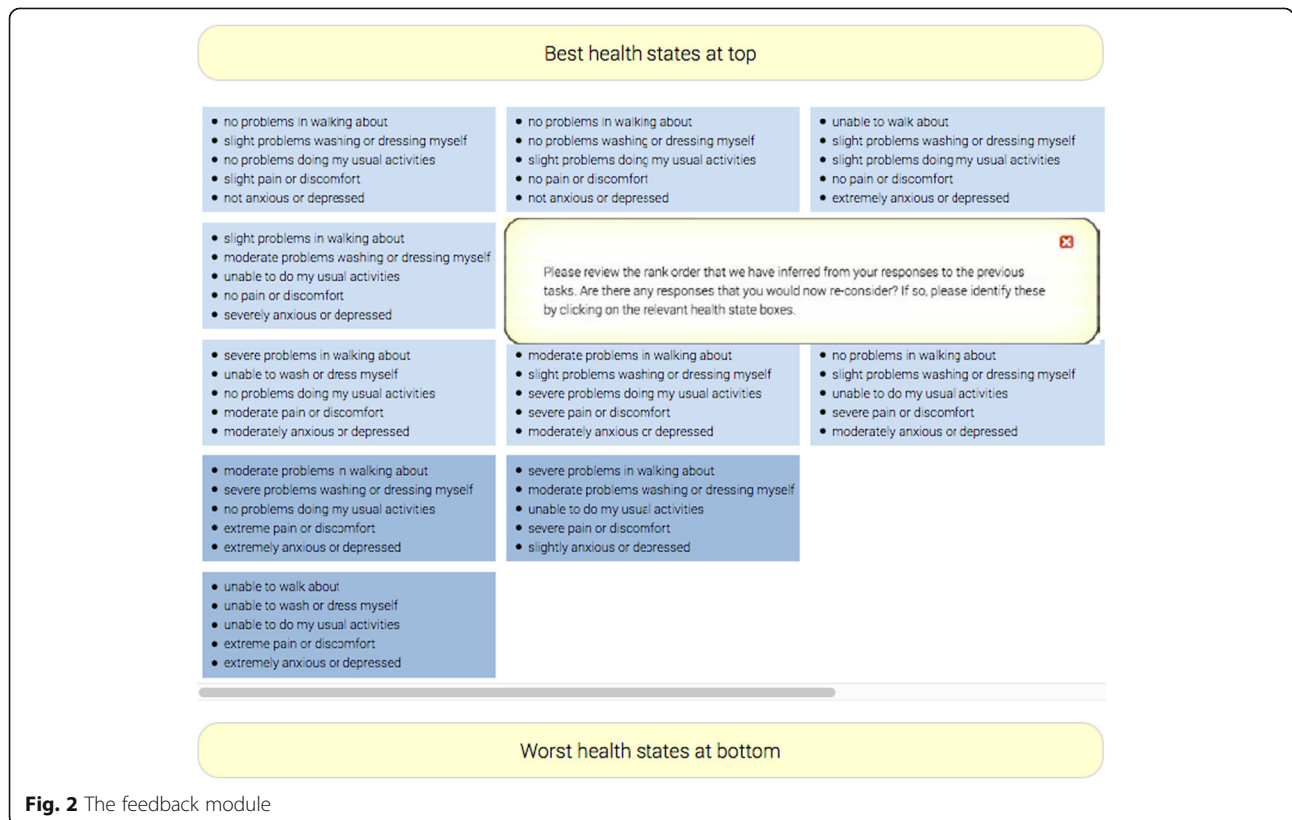 Best health states at top
• no problems in walking about
• slight problems washing or dressing myself
• no problems doing my usual activities
• slight pain or discomfort
• not anxious or depressed
• no problems in walking about
• no problems washing or dressing myself
• slight problems doing my usual activities
• no pain or discomfort
• not anxious or depressed
• unable to walk about
• slight problems washing or dressing myself
• slight problems doing my usual activities
• no pain or discomfort
• extremely anxious or depressed
• slight problems in walking about
• moderate problems washing or dressing myself
• unable to do my usual activities
• no pain or discomfort
• severely anxious or depressed
Please review the rank order that we have inferred from your responses to the previous
tasks. Are there any responses that you would now re-consider? If so, please identify these
by clicking on the relevant health state boxes.
• severe problems in walking about
• unable to wash or dress myself
• no problems doing my usual activities
• moderate pain or discomfort
• moderately anxious or depressed
• moderate problems in walking about
• slight problems washing or dressing myself
• severe problems doing my usual activities
• severe pain or discomfort
• moderately anxious or depressed
• no problems in walking about
• slight problems washing or dressing myself
• unable to do my usual activities
• severe pain or discomfort
• moderately anxious or depressed
• moderate problems in walking about
• severe problems washing or dressing myself
• no problems doing my usual activities
• extreme pain or discomfort
• extremely anxious or depressed
• severe problems in walking about
• moderate problems washing or dressing myself
• unable to do my usual activities
• severe pain or discomfort
• slightly anxious or depressed
• unable to walk about
• unable to wash or dress myself
• unable to do my usual activities
• extreme pain or discomfort
• extremely anxious or depressed
Worst health states at bottom
Fig. 2 The feedback module